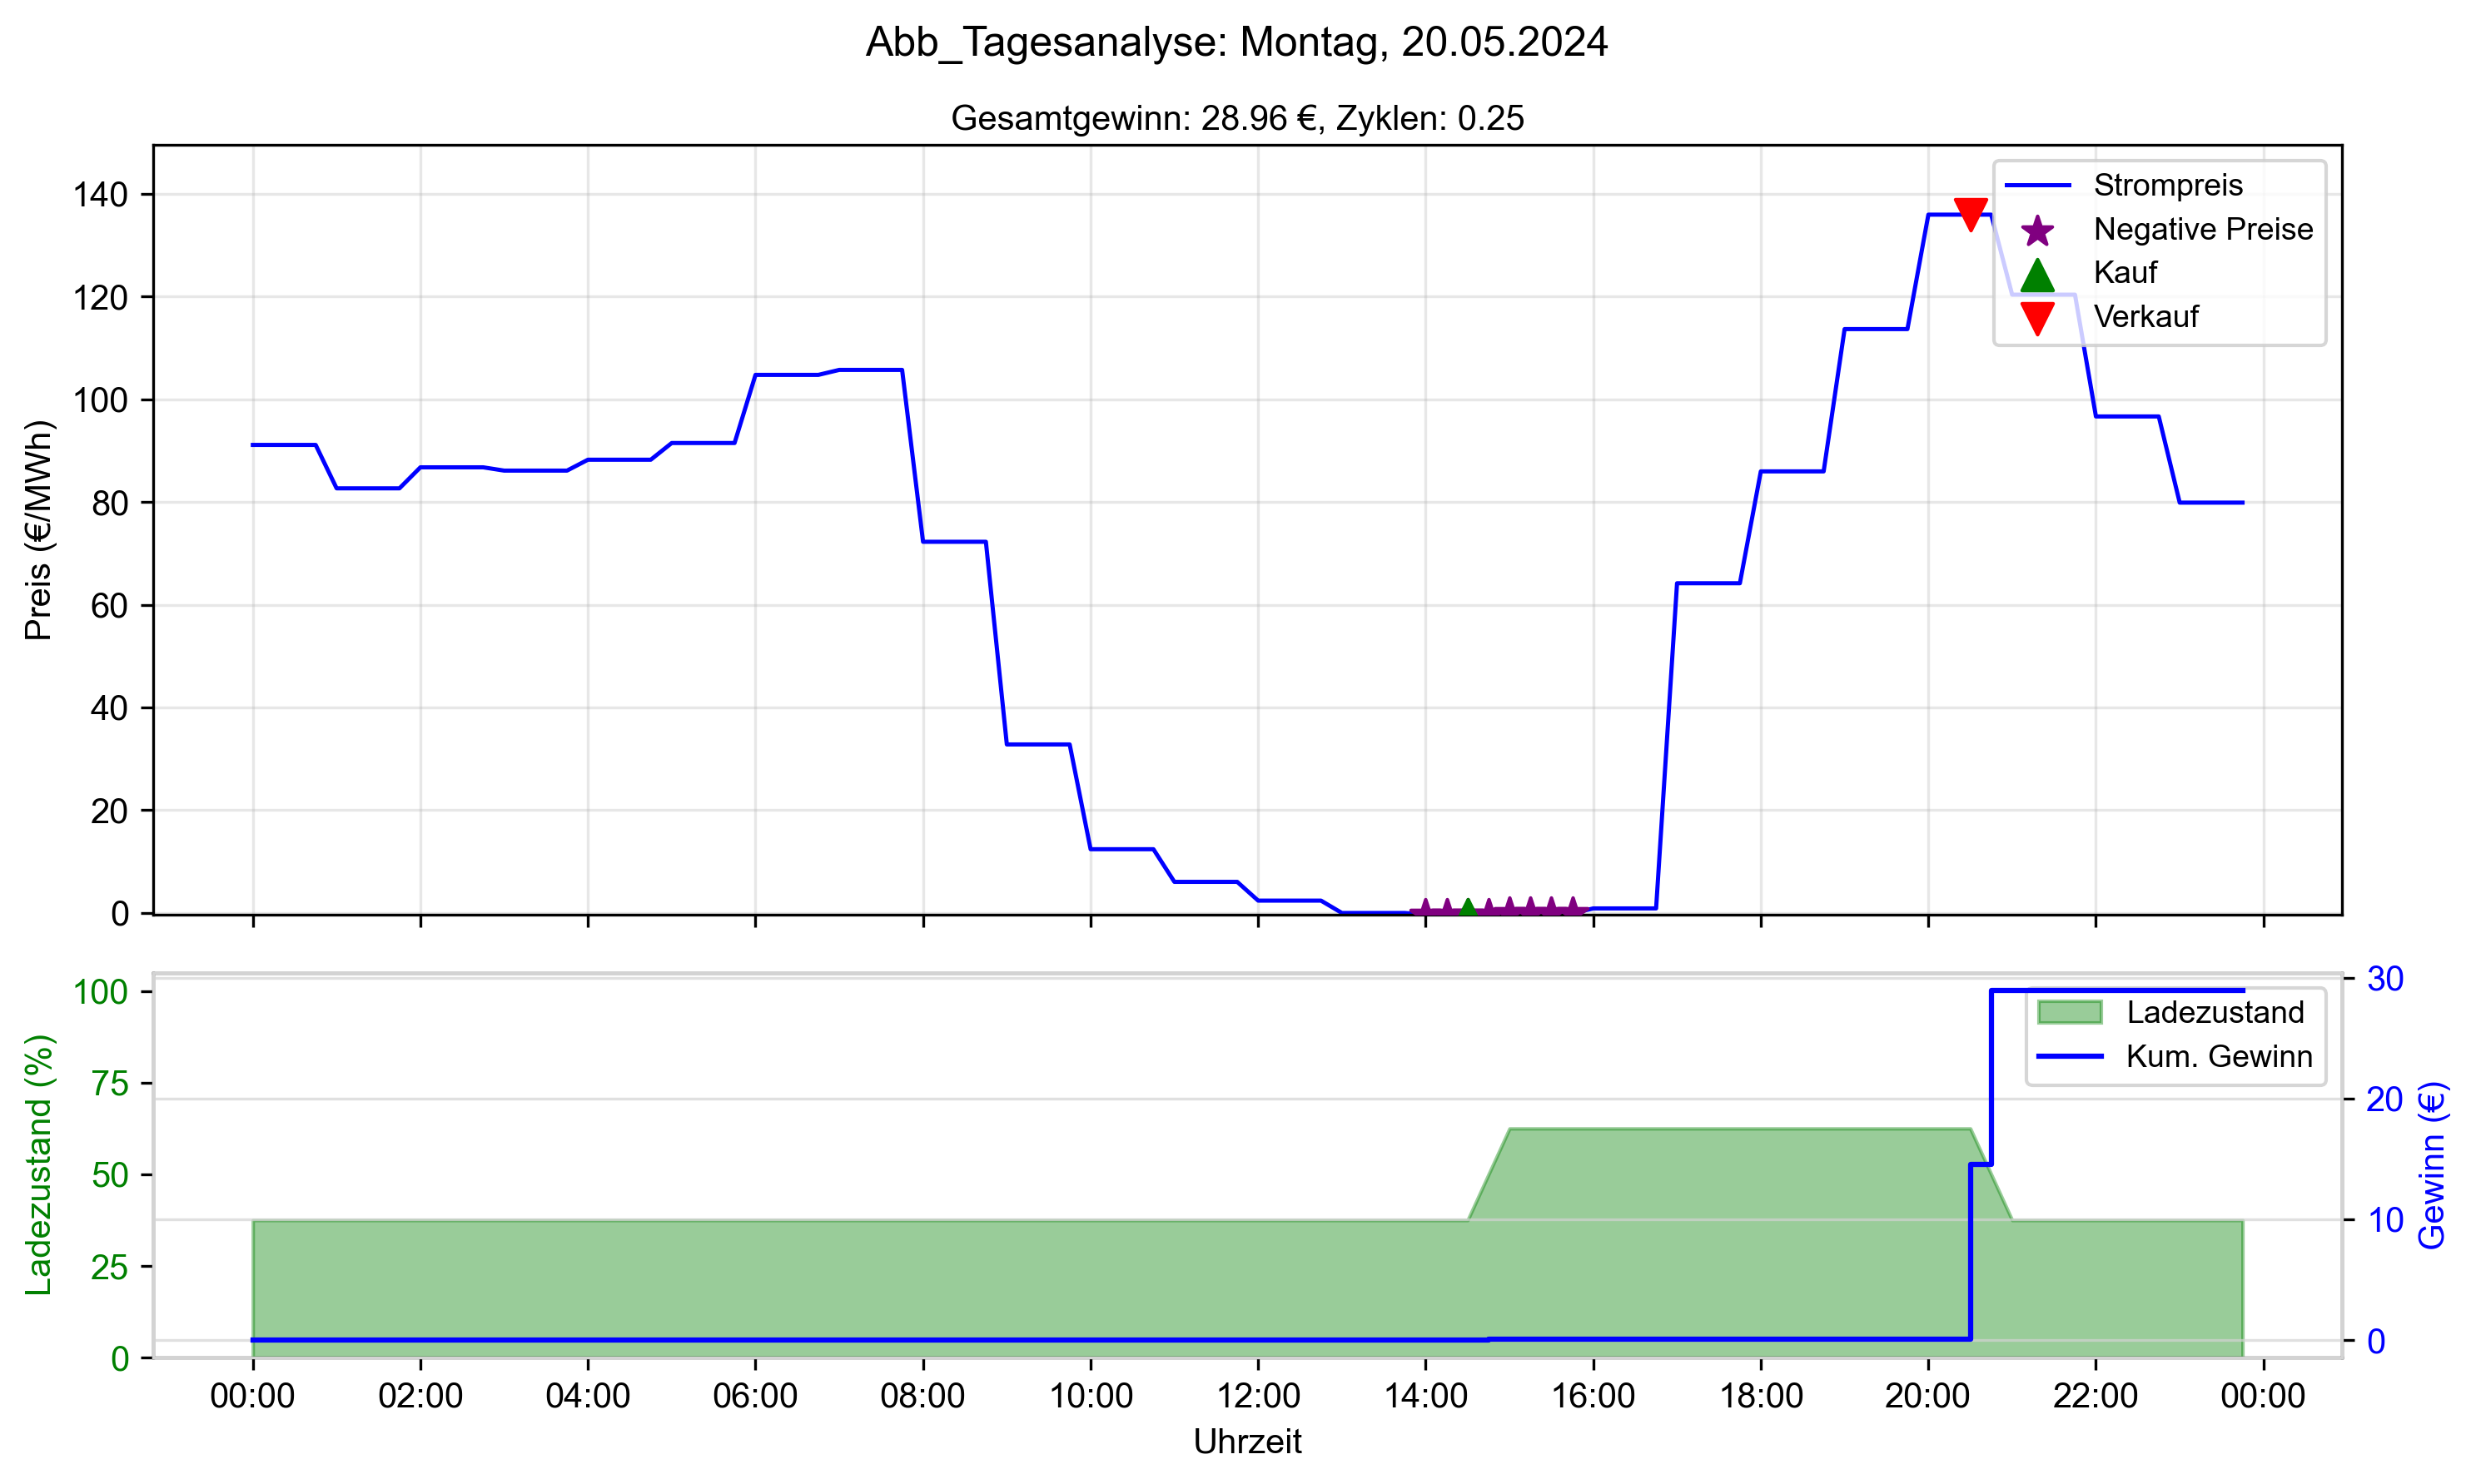 Abb_Tagesanalyse: Montag, 20.05.2024
Gesamtgewinn: 28.96 €, Zyklen: 0.25
Preis (€/MWh)
140
120
100
80
60
40
20
0
Strompreis
Negative Preise
Kauf
Verkauf
Ladezustand (%)
100
75
50
25
0
Ladezustand
Kum. Gewinn
30
20
10
0
Gewinn (€)
00:00 02:00 04:00 06:00 08:00 10:00 12:00 14:00 16:00 18:00 20:00 22:00 00:00
Uhrzeit